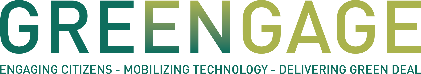 GREENGAGE
ENGAGING CITIZENS - MOBILIZING TECHNOLOGY - DELIVERING GREEN DEAL